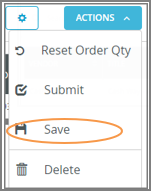 ACTIONS
Reset Order Qty
Submit
Save
Delete